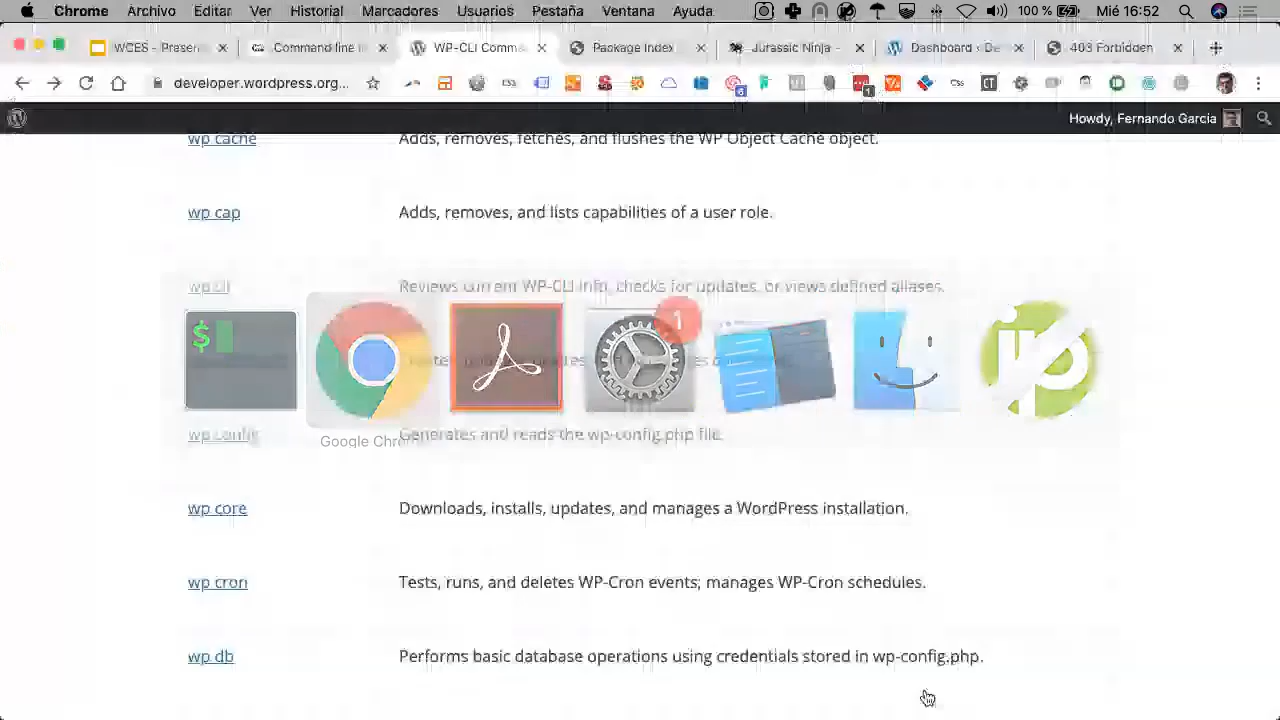 Chrome Archivo Editar Ver Historial Marcadores Usuarios Pestaña Ventana Ayuda 100 % Mié 16:52
WCES - Presen Command line i WP-CLI Comma Package Index Jurassic Ninja - Dashboard ‹ De 403 Forbidden
developer.wordpress.org...
Howdy, Fernando Garcia
wp cache Adds, removes, fetches, and flushes the WP Object Cache object.
wp cap Adds, removes, and lists capabilities of a user role.
wp cli Reviews current WP-CLI info, checks for updates, or views defined aliases.
$
1
Google Chrome
wp config Generates and reads the wp-config.php file.
wp core Downloads, installs, updates, and manages a WordPress installation.
wp cron Tests, runs, and deletes WP-Cron events; manages WP-Cron schedules.
wp db Performs basic database operations using credentials stored in wp-config.php.